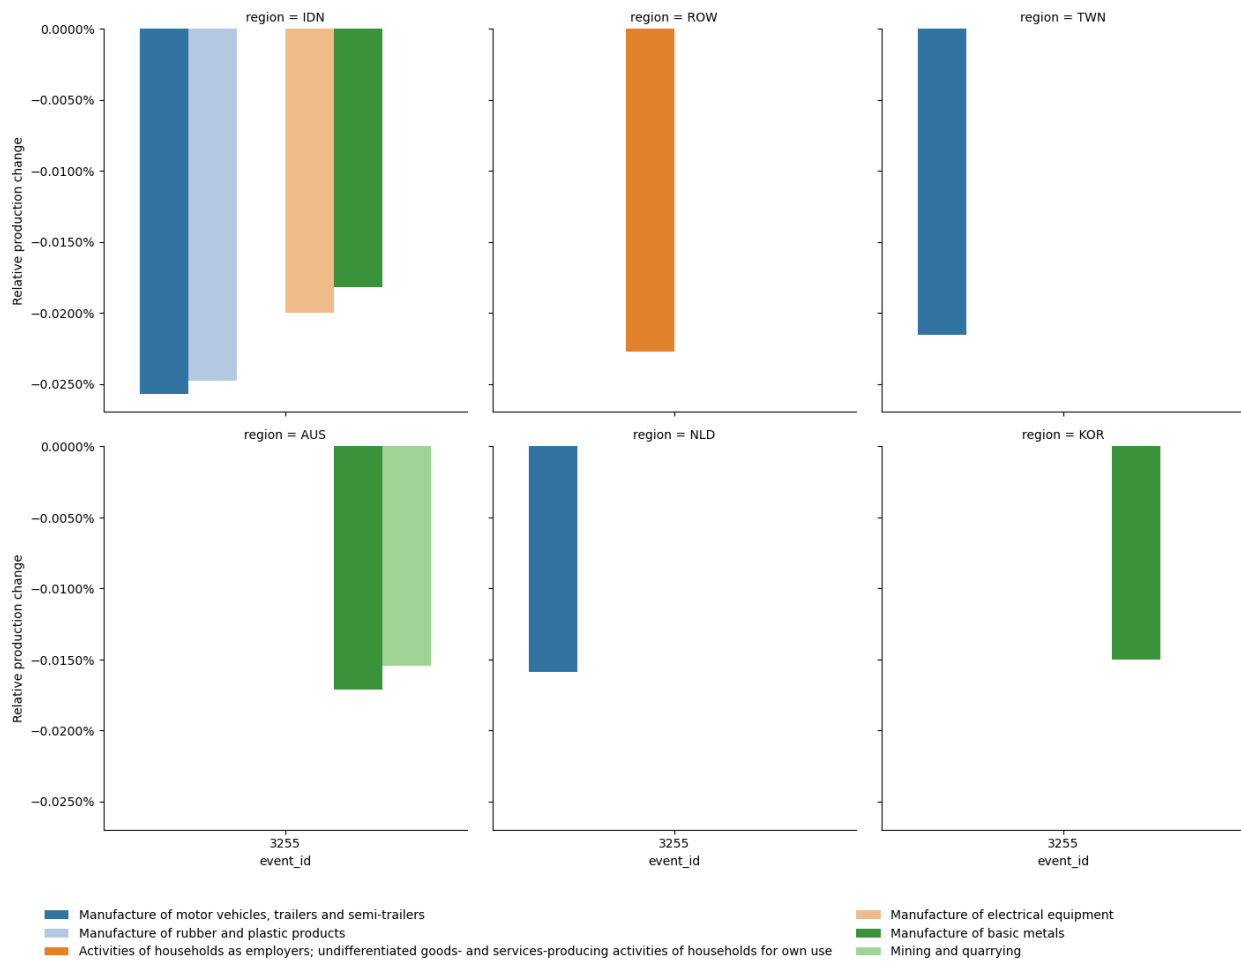 region = IDN
region = ROW
region = TWN
0.0000%
−0.0050%
−0.0100%
−0.0150%
−0.0200%
−0.0250%
Relative production change
region = AUS
region = NLD
region = KOR
0.0000%
−0.0050%
−0.0100%
−0.0150%
−0.0200%
−0.0250%
Relative production change
3255
3255
3255
event_id
event_id
event_id
Manufacture of motor vehicles, trailers and semi-trailers
Manufacture of rubber and plastic products
Activities of households as employers; undifferentiated goods- and services-producing activities of households for own use
Manufacture of electrical equipment
Manufacture of basic metals
Mining and quarrying